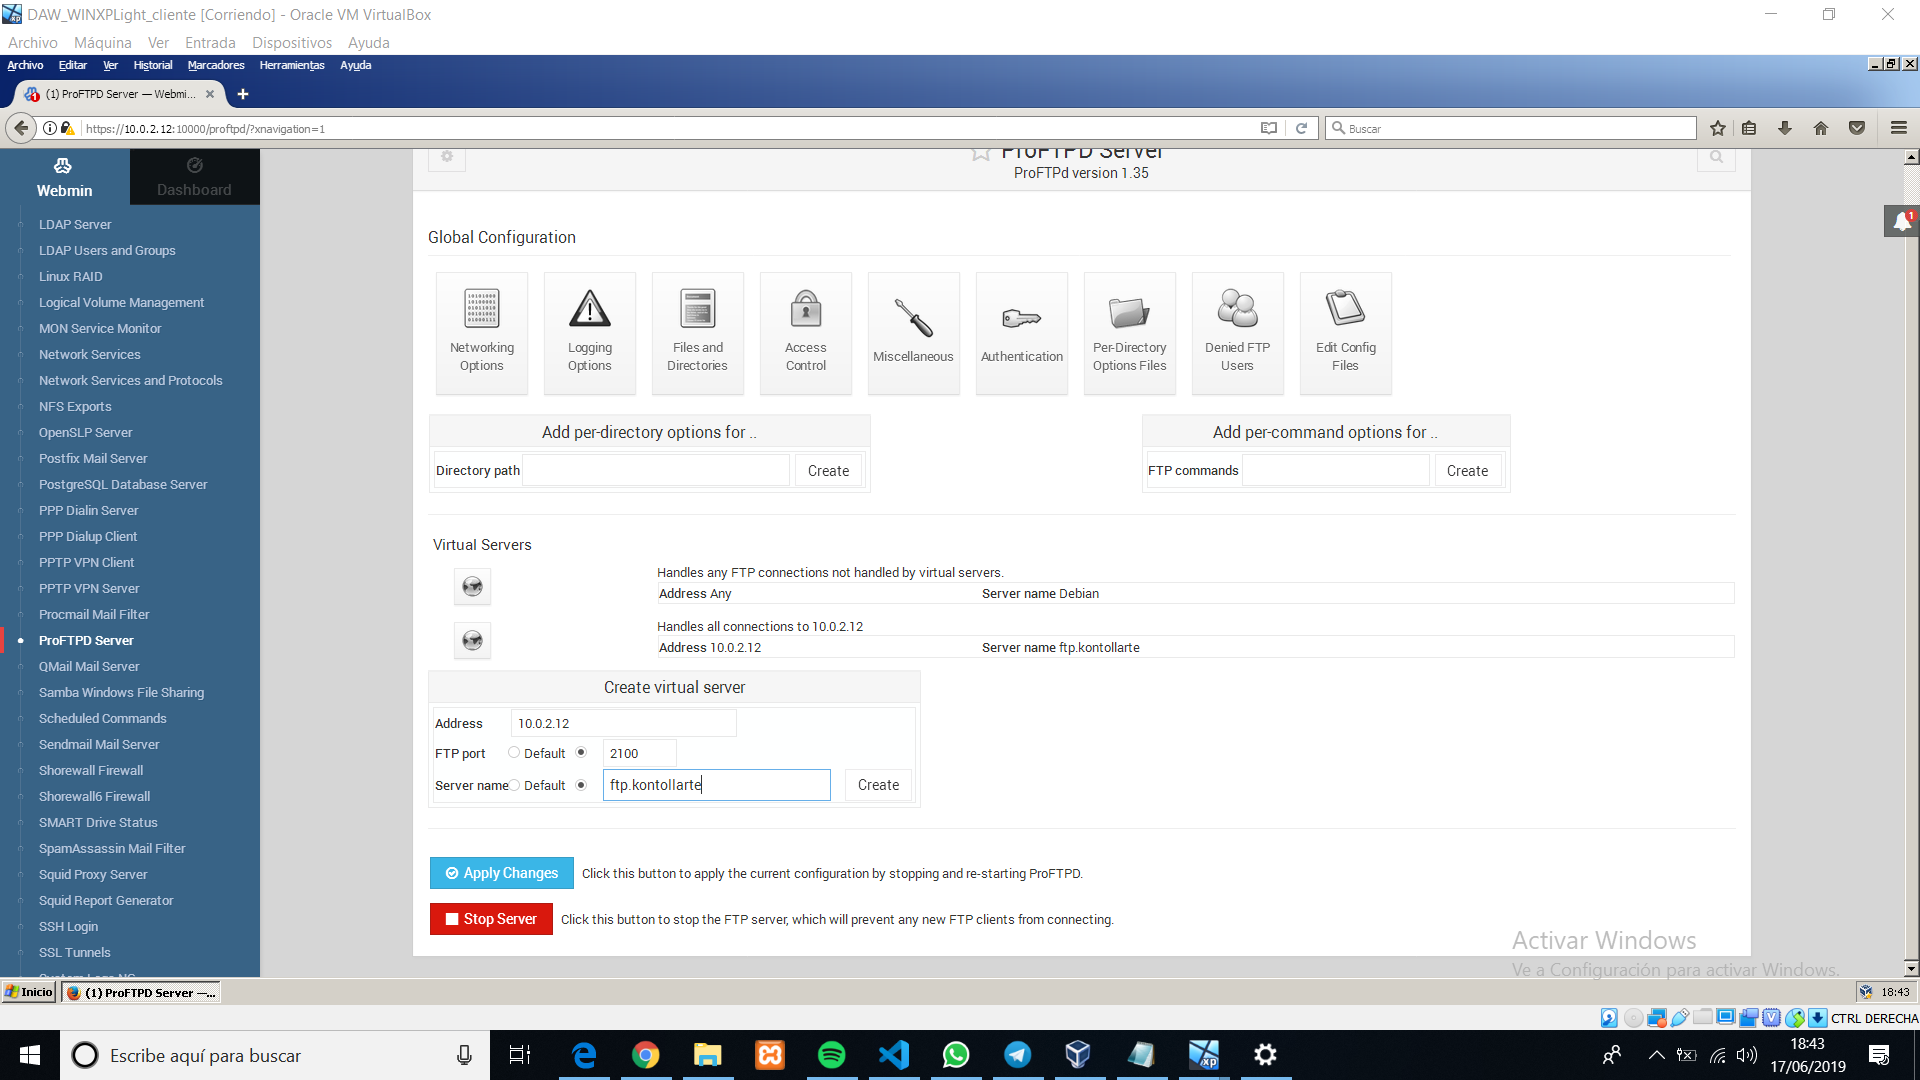 DAW_WINXPLight_cliente [Corriendo] - Oracle VM VirtualBox
Archivo Máquina Ver Entrada Dispositivos Ayuda
Archivo Editar Ver Historial Marcadores Herramientas Ayuda
(1) ProFTPD Server — Webmi...
https://10.0.2.12:10000/proftpd/?xnavigation=1
Buscar
Webmin
Dashboard
LDAP Server
LDAP Users and Groups
Linux RAID
Logical Volume Management
MON Service Monitor
Network Services
Network Services and Protocols
NFS Exports
OpenSLP Server
Postfix Mail Server
PostgreSQL Database Server
PPP Dialin Server
PPP Dialup Client
PPTP VPN Client
PPTP VPN Server
Procmail Mail Filter
ProFTPD Server
QMail Mail Server
Samba Windows File Sharing
Scheduled Commands
Sendmail Mail Server
Shorewall Firewall
Shorewall6 Firewall
SMART Drive Status
SpamAssassin Mail Filter
Squid Proxy Server
Squid Report Generator
SSH Login
SSL Tunnels
System Logs NG
ProFTPD Server
ProFTPd version 1.35
1
Global Configuration
Networking Options
Logging Options
Files and Directories
Access Control
Miscellaneous
Authentication
Per-Directory Options Files
Denied FTP Users
Edit Config Files
Add per-directory options for ..
Directory path Create
Add per-command options for ..
FTP commands Create
Virtual Servers
Handles any FTP connections not handled by virtual servers.
Address Any Server name Debian
Handles all connections to 10.0.2.12
Address 10.0.2.12 Server name ftp.kontollarte
Create virtual server
Address 10.0.2.12
FTP port Default 2100
Server name Default ftp.kontollarte Create
Apply Changes Click this button to apply the current configuration by stopping and re-starting ProFTPD.
Stop Server Click this button to stop the FTP server, which will prevent any new FTP clients from connecting.
Activar Windows
Ve a Configuración para activar Windows.
Inicio (1) ProFTPD Server —... 18:43
CTRL DERECHA
Escribe aquí para buscar
18:43
17/06/2019